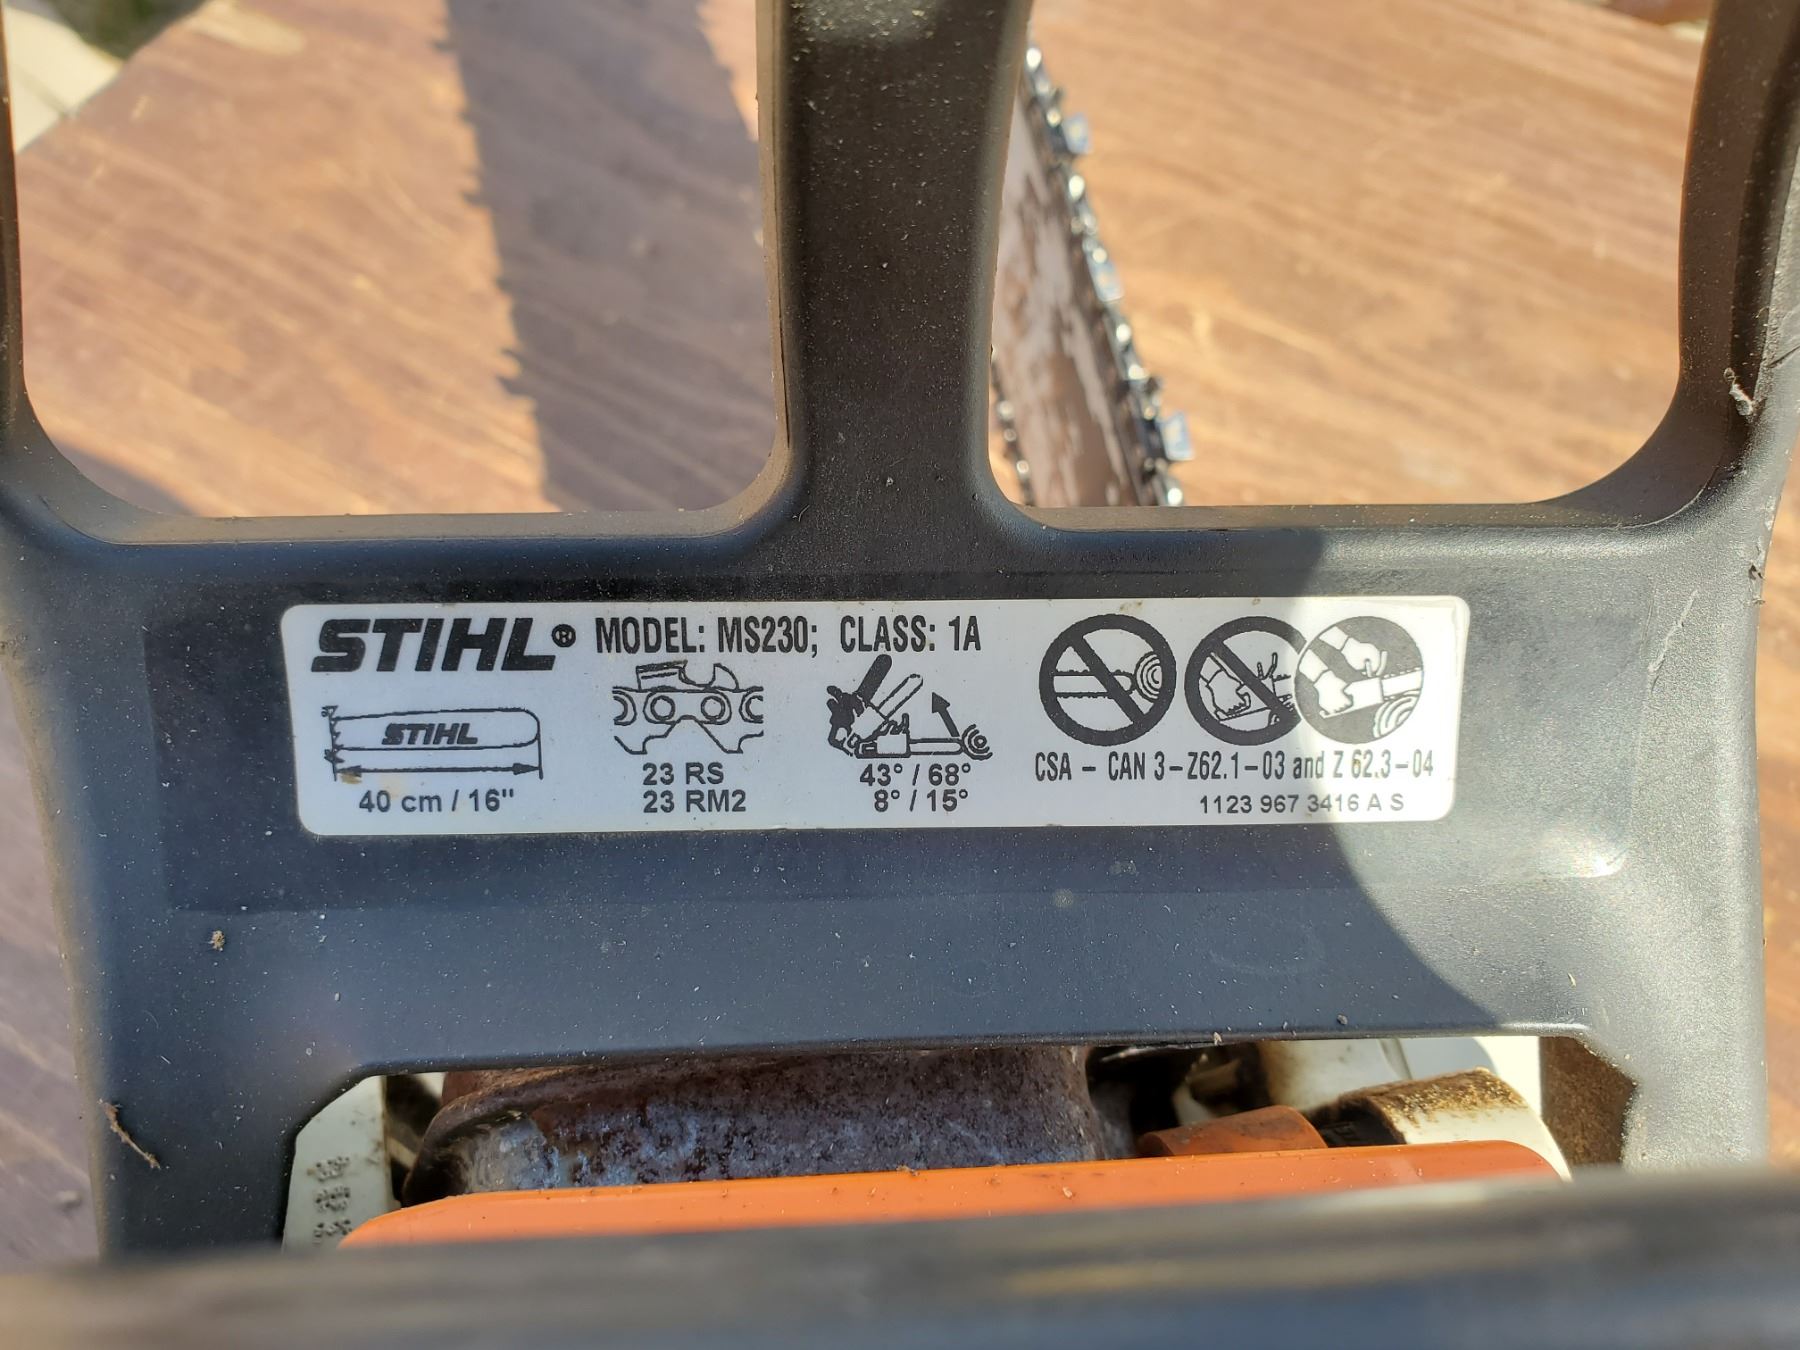 STIHL® MODEL: MS230; CLASS: 1A
STIHL
40 cm / 16"
23 RS
23 RM2
43° / 68°
8° / 15°
CSA - CAN 3-Z62.1-03 and Z 62.3-04
1123 967 3416 A S